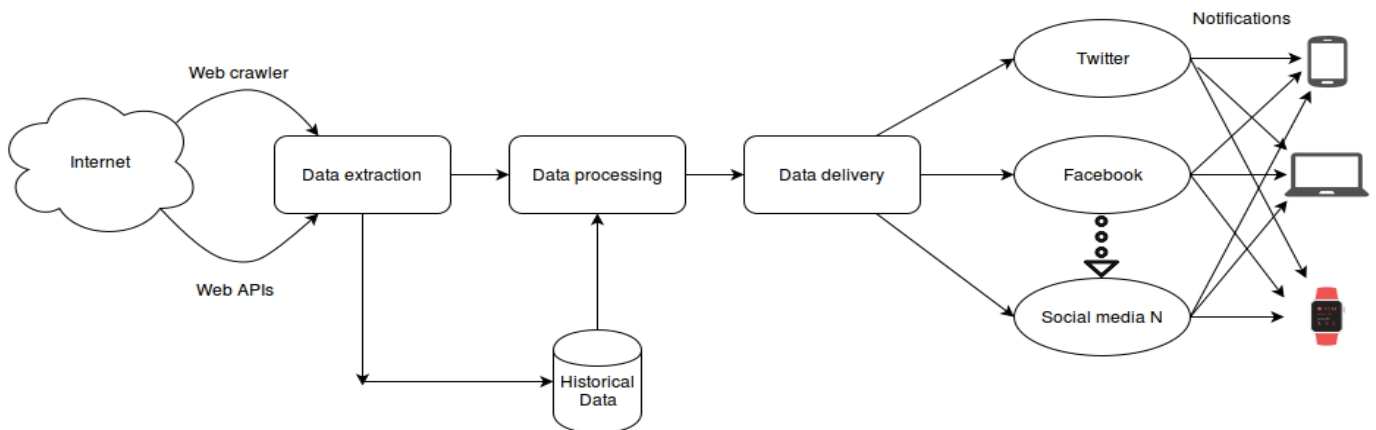 Notifications
Twitter
Web crawler
Internet
Data extraction
Data processing
Data delivery
Facebook
Web APIs
Social media N
Historical
Data